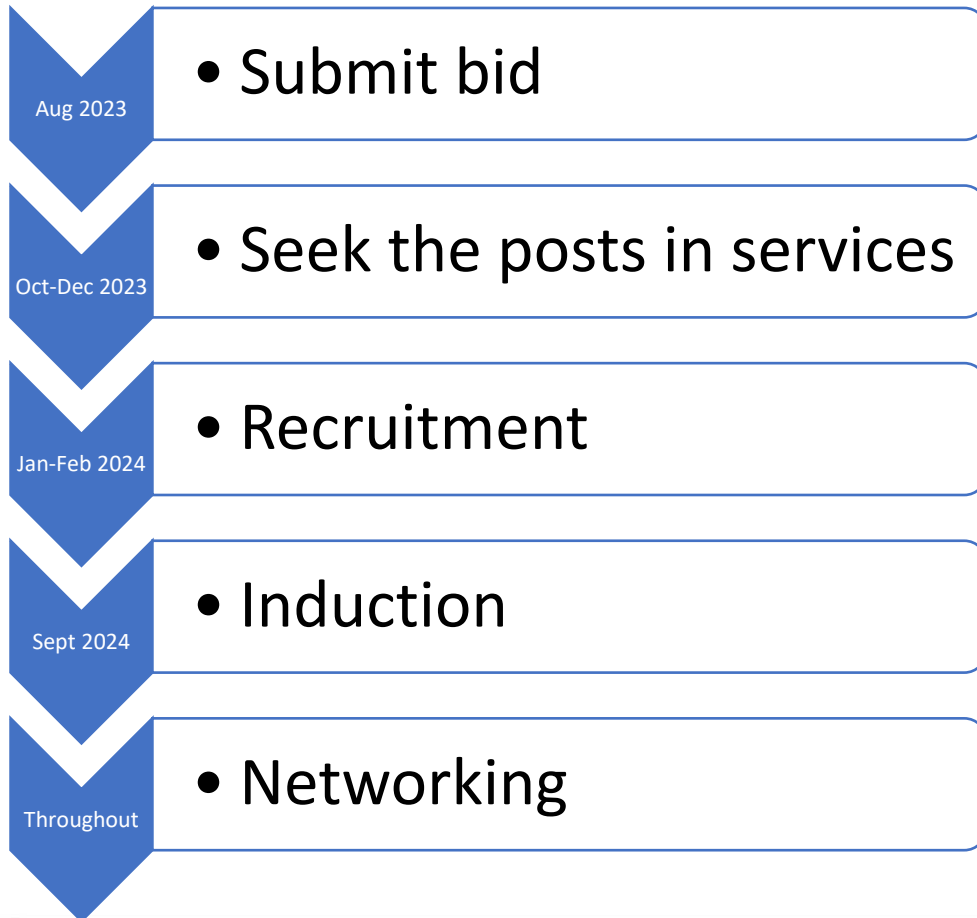 Aug 2023
• Submit bid
Oct-Dec 2023
• Seek the posts in services
Jan-Feb 2024
• Recruitment
Sept 2024
• Induction
Throughout
• Networking